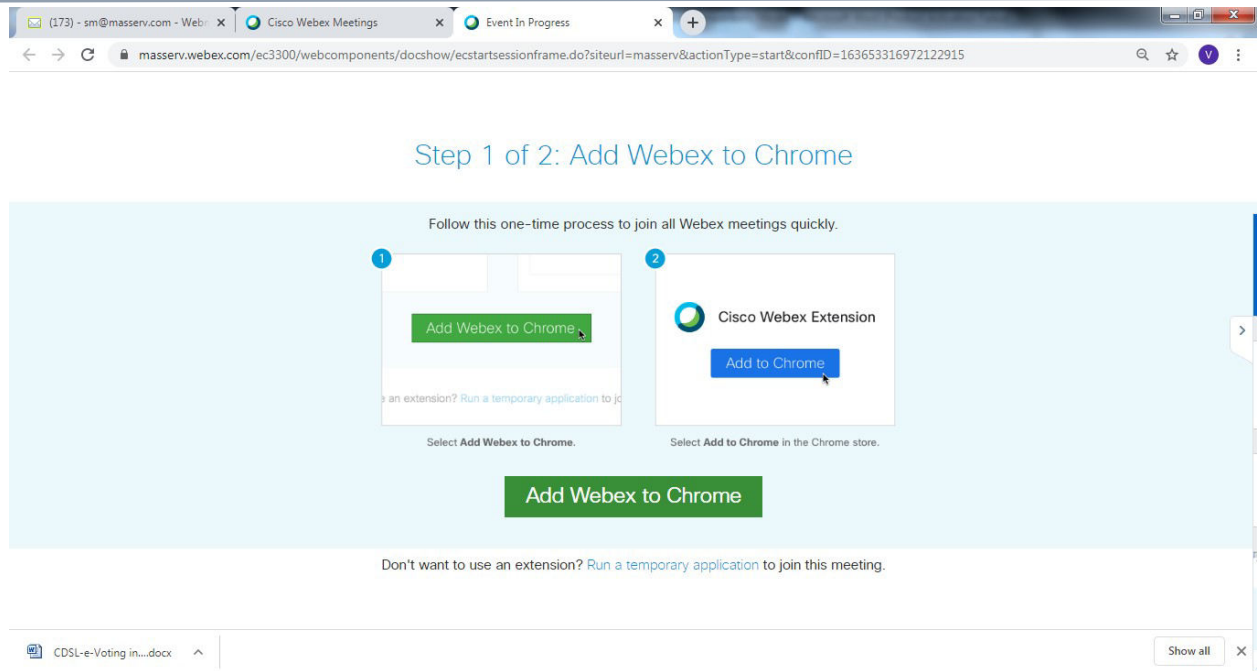 (173) - sm@masserv.com - Web
Cisco Webex Meetings
Event In Progress
masserv.webex.com/ec3300/webcomponents/docshow/ecstartsessionframe.do?siteurl=masserv&actionType=start&confID=163653316972122915
V
Step 1 of 2: Add Webex to Chrome
Follow this one-time process to join all Webex meetings quickly.
1
Add Webex to Chrome
an extension? Run a temporary application to jo
Select Add Webex to Chrome.
2
Cisco Webex Extension
Add to Chrome
Select Add to Chrome in the Chrome store.
Add Webex to Chrome
Don't want to use an extension? Run a temporary application to join this meeting.
CDSL-e-Voting in....docx
Show all